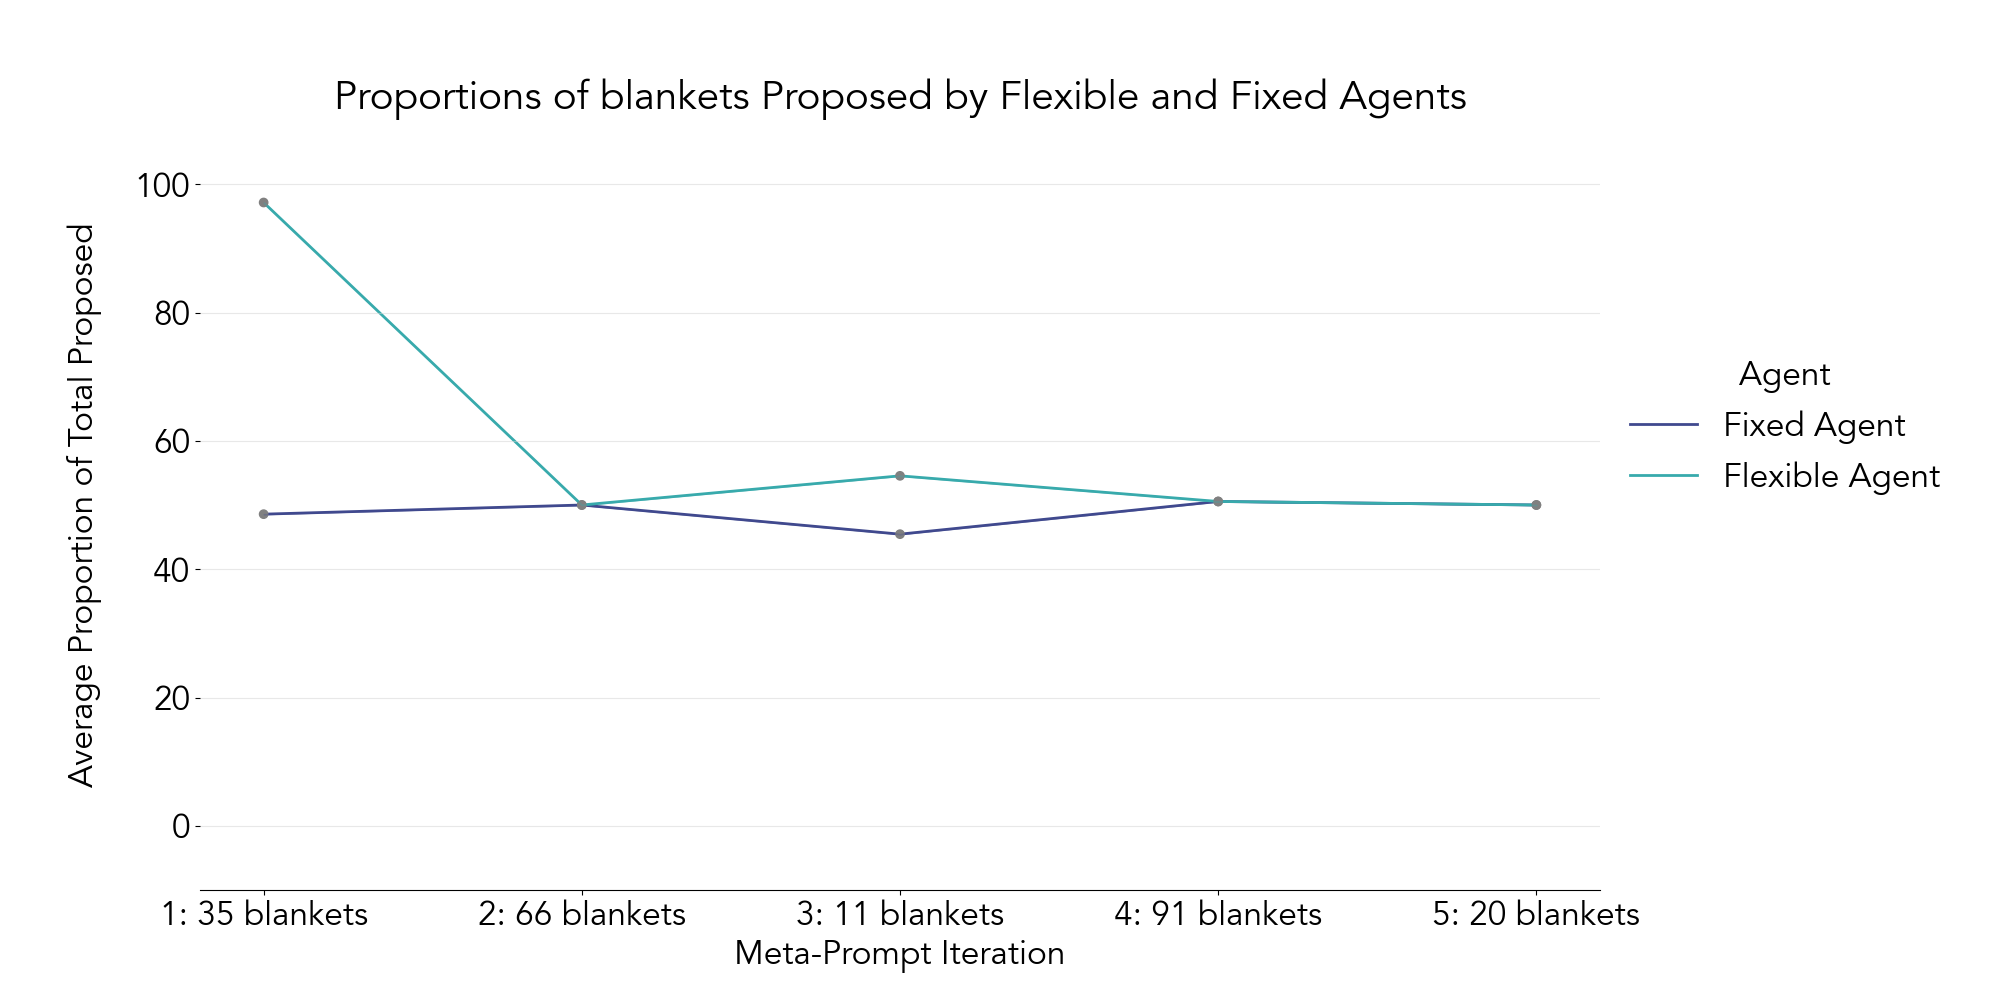 Proportions of blankets Proposed by Flexible and Fixed Agents
Average Proportion of Total Proposed
100
80
60
40
20
0
1: 35 blankets
2: 66 blankets
3: 11 blankets
4: 91 blankets
5: 20 blankets
Meta-Prompt Iteration
Agent
Fixed Agent
Flexible Agent